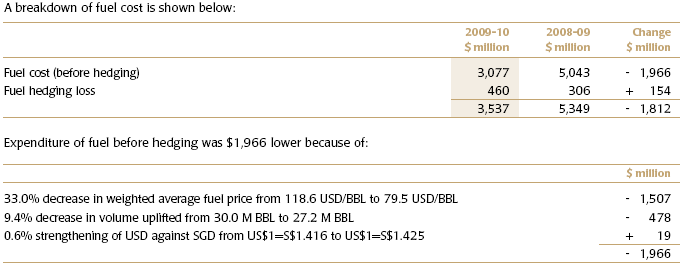 A breakdown of fuel cost is shown below:
2009-10 2008-09 Change
$ million $ million $ million
Fuel cost (before hedging) 3,077 5,043 - 1,966
Fuel hedging loss 460 306 + 154
3,537 5,349 - 1,812
Expenditure of fuel before hedging was $1,966 lower because of:
$ million
33.0% decrease in weighted average fuel price from 118.6 USD/BBL to 79.5 USD/BBL - 1,507
9.4% decrease in volume uplifted from 30.0 M BBL to 27.2 M BBL - 478
0.6% strengthening of USD against SGD from US$1=S$1.416 to US$1=S$1.425 + 19
- 1,966